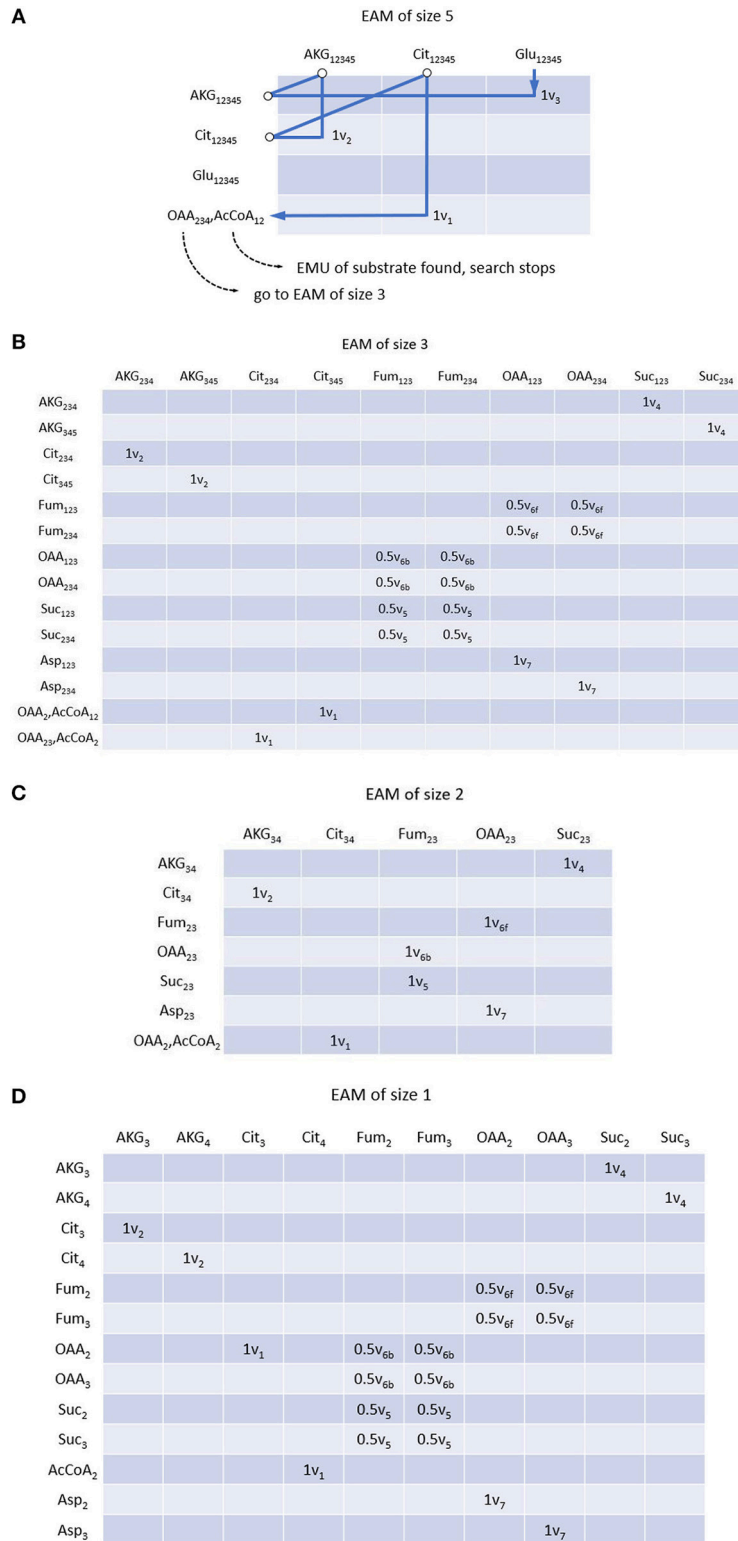 A
EAM of size 5
AKG₁₂₃₄₅ Cit₁₂₃₄₅ Glu₁₂₃₄₅
AKG₁₂₃₄₅ 1v₃
Cit₁₂₃₄₅ 1v₂
Glu₁₂₃₄₅
OAA₂₃₄,AcCoA₁₂ 1v₁
EMU of substrate found, search stops
go to EAM of size 3
B
EAM of size 3
AKG₂₃₄ AKG₃₄₅ Cit₂₃₄ Cit₃₄₅ Fum₁₂₃ Fum₂₃₄ OAA₁₂₃ OAA₂₃₄ Suc₁₂₃ Suc₂₃₄
AKG₂₃₄ 1v₄
AKG₃₄₅ 1v₄
Cit₂₃₄ 1v₂
Cit₃₄₅ 1v₂
Fum₁₂₃ 0.5v₆f 0.5v₆f
Fum₂₃₄ 0.5v₆f 0.5v₆f
OAA₁₂₃ 0.5v₆b 0.5v₆b
OAA₂₃₄ 0.5v₆b 0.5v₆b
Suc₁₂₃ 0.5v₅ 0.5v₅
Suc₂₃₄ 0.5v₅ 0.5v₅
Asp₁₂₃ 1v₇
Asp₂₃₄ 1v₇
OAA₂,AcCoA₁₂ 1v₁
OAA₂₃,AcCoA₂ 1v₁
C
EAM of size 2
AKG₃₄ Cit₃₄ Fum₂₃ OAA₂₃ Suc₂₃
AKG₃₄ 1v₄
Cit₃₄ 1v₂
Fum₂₃ 1v₆f
OAA₂₃ 1v₆b
Suc₂₃ 1v₅
Asp₂₃ 1v₇
OAA₂,AcCoA₂ 1v₁
D
EAM of size 1
AKG₃ AKG₄ Cit₃ Cit₄ Fum₂ Fum₃ OAA₂ OAA₃ Suc₂ Suc₃
AKG₃ 1v₄
AKG₄ 1v₄
Cit₃ 1v₂
Cit₄ 1v₂
Fum₂ 0.5v₆f 0.5v₆f
Fum₃ 0.5v₆f 0.5v₆f
OAA₂ 1v₁ 0.5v₆b 0.5v₆b
OAA₃ 0.5v₆b 0.5v₆b
Suc₂ 0.5v₅ 0.5v₅
Suc₃ 0.5v₅ 0.5v₅
AcCoA₂ 1v₁
Asp₂ 1v₇
Asp₃ 1v₇